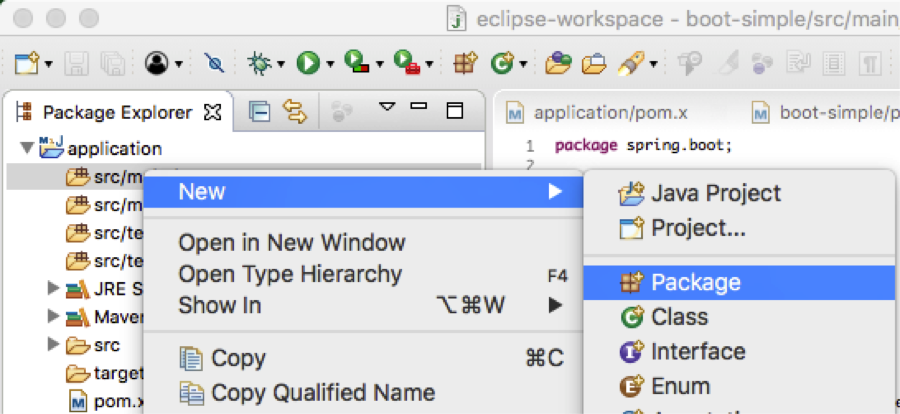 eclipse-workspace - boot-simple/src/main
Package Explorer
application/pom.x
boot-simple/p
application
1 package spring.boot;
2
src/m
New
Java Project
src/m
Project...
src/te
Open in New Window
src/te
Open Type Hierarchy F4
Package
JRE S
Show In ⌥⌘W
Class
Maven
src
Copy ⌘C
Interface
target
Enum
pom.x
Copy Qualified Name